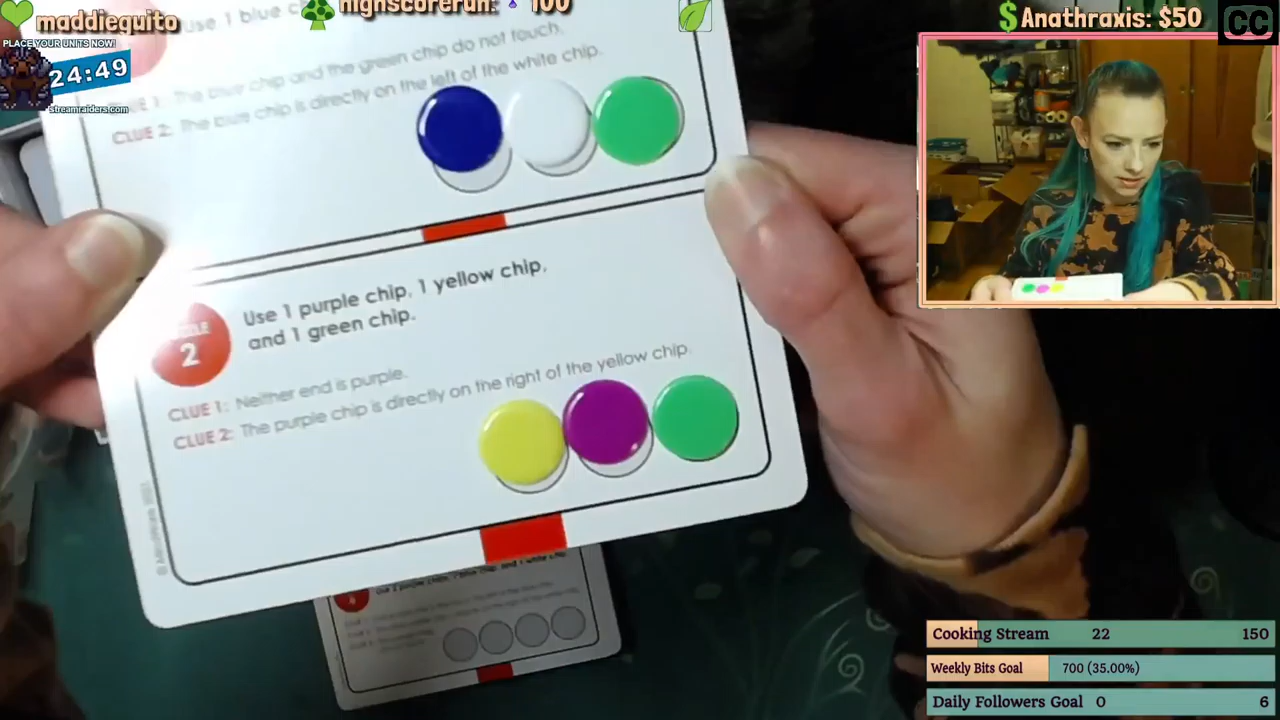 maddiequito
highscorerun: 100
$ Anathraxis: $50
CC
PLACE YOUR UNITS NOW!
24:49
streamraiders.com
use 1 blue c
1: The blue chip and the green chip do not touch.
CLUE 2: The blue chip is directly on the left of the white chip.
2
Use 1 purple chip, 1 yellow chip,
and 1 green chip.
CLUE 1: Neither end is purple.
CLUE 2: The purple chip is directly on the right of the yellow chip.
Cooking Stream 22 150
Weekly Bits Goal 700 (35.00%)
Daily Followers Goal 0 6